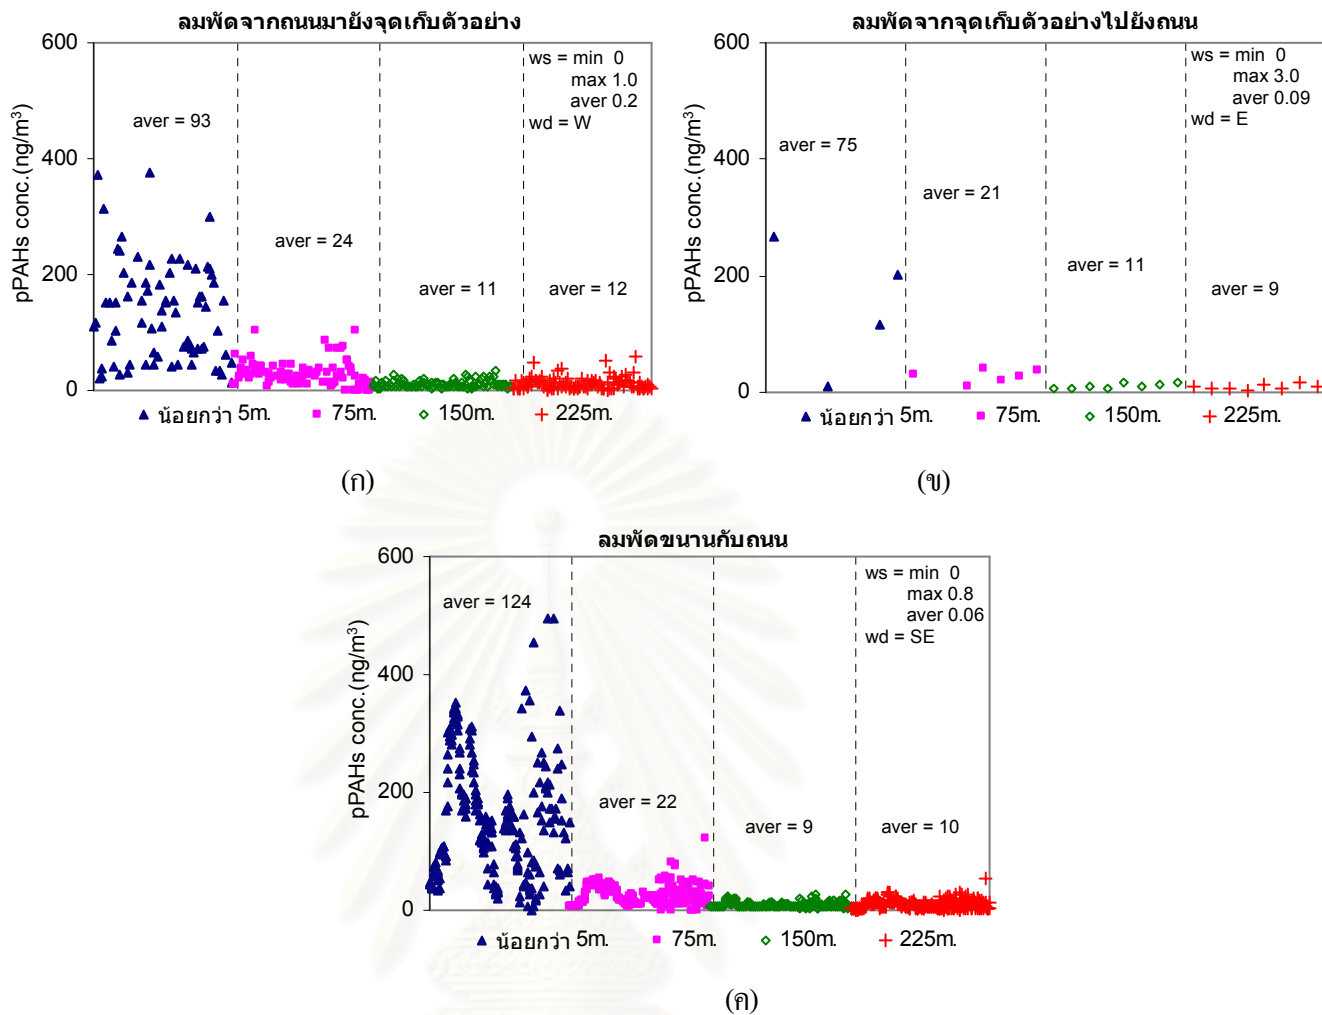 ลมพัดจากถนนมายังจุดเก็บตัวอย่าง
600
400
200
0
pPAHs conc.(ng/m³)
aver = 93
aver = 24
aver = 11
aver = 12
ws = min 0
max 1.0
aver 0.2
wd = W
น้อยกว่า 5m.
75m.
150m.
225m.
(ก)
ลมพัดจากจุดเก็บตัวอย่างไปยังถนน
600
400
200
0
pPAHs conc.(ng/m³)
aver = 75
aver = 21
aver = 11
aver = 9
ws = min 0
max 3.0
aver 0.09
wd = E
น้อยกว่า 5m.
75m.
150m.
225m.
(ข)
ลมพัดขนานกับถนน
600
400
200
0
pPAHs conc.(ng/m³)
aver = 124
aver = 22
aver = 9
aver = 10
ws = min 0
max 0.8
aver 0.06
wd = SE
น้อยกว่า 5m.
75m.
150m.
225m.
(ค)